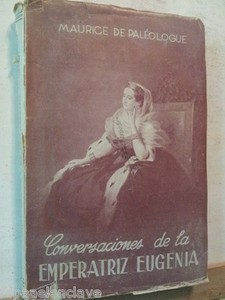 MAURICE DE PALÉOLOGUE
Conversaciones de la
EMPERATRIZ EUGENIA